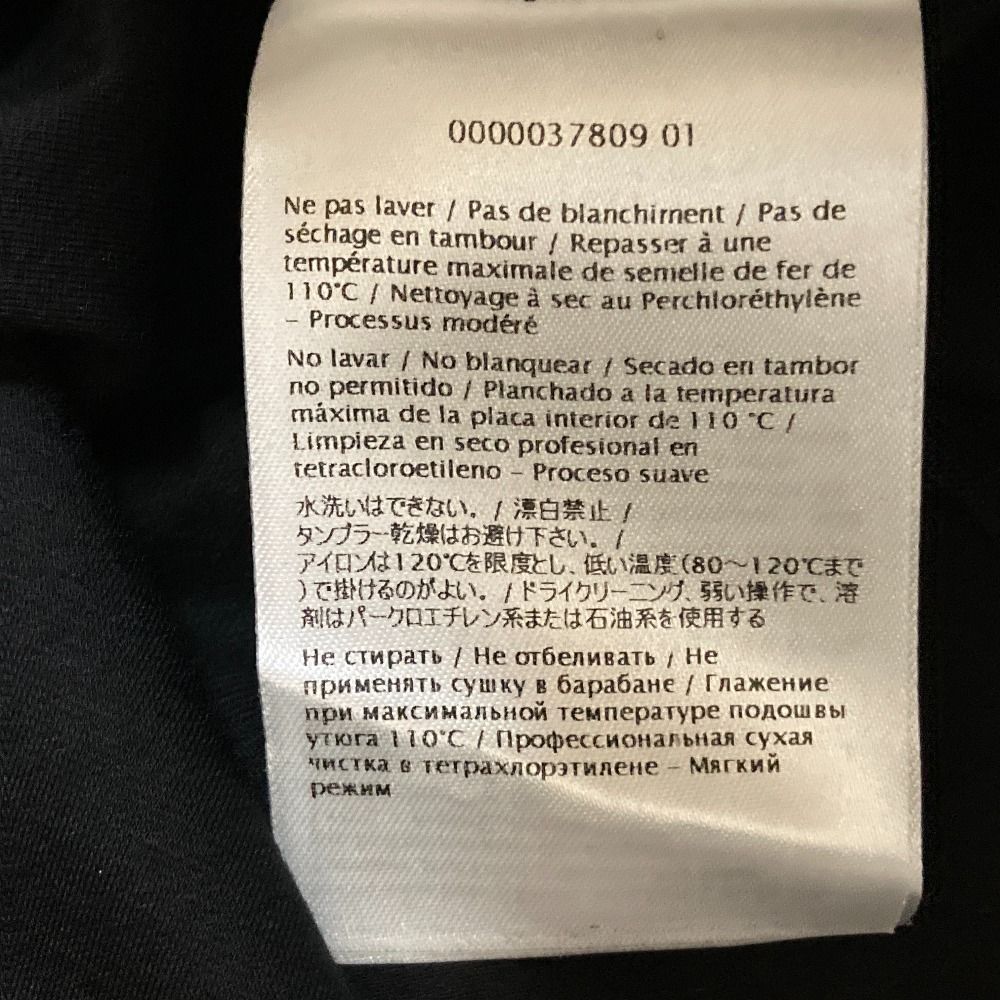 0000037809 01
Ne pas laver / Pas de blanchiment / Pas de
séchage en tambour / Repasser à une
température maximale de semelle de fer de
110°C / Nettoyage à sec au Perchloréthylène
– Processus modéré
No lavar / No blanquear / Secado en tambor
no permitido / Planchado a la temperatura
máxima de la placa interior de 110 °C /
Limpieza en seco profesional en
tetracloroetileno – Proceso suave
水洗いはできない。/ 漂白禁止 /
タンブラー乾燥はお避け下さい。/
アイロンは120℃を限度とし、低い温度(80～120℃まで
)で掛けるのがよい。/ ドライクリーニング、弱い操作で、溶
剤はパークロエチレン系または石油系を使用する
Не стирать / Не отбеливать / Не
применять сушку в барабане / Глажение
при максимальной температуре подошвы
утюга 110°C / Профессиональная сухая
чистка в тетрахлорэтилене – Мягкий
режим